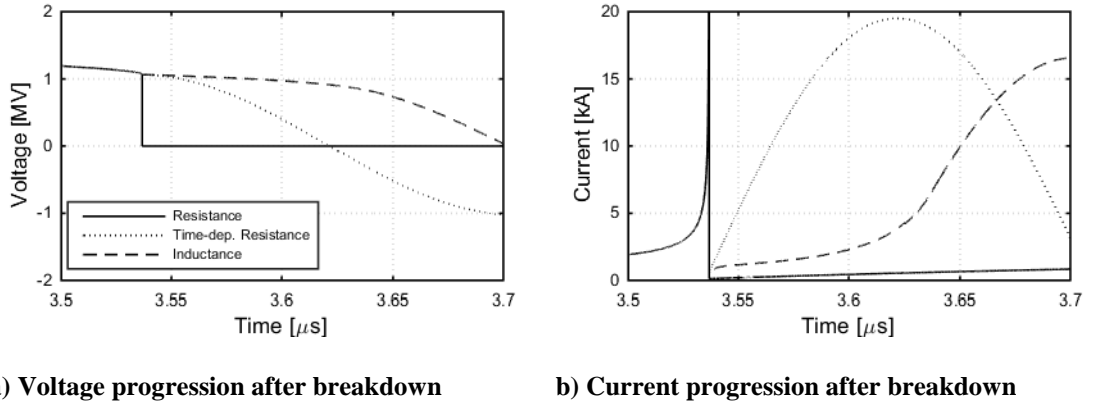 2
1
0
-1
-2
Voltage [MV]
Resistance
Time-dep. Resistance
Inductance
3.5
3.55
3.6
3.65
3.7
Time [μs]
20
15
10
5
0
Current [kA]
3.5
3.55
3.6
3.65
3.7
Time [μs]
) Voltage progression after breakdown
b) Current progression after breakdown